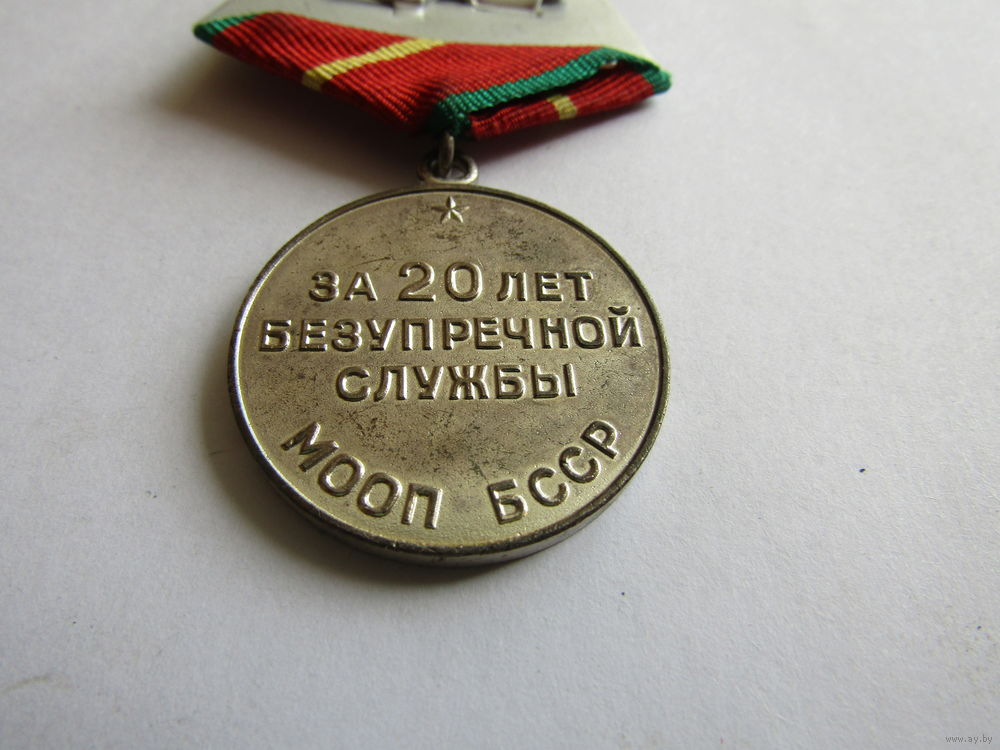 ЗА 20 ЛЕТ
БЕЗУПРЕЧНОЙ
СЛУЖБЫ
МООП БССР
www.ay.by